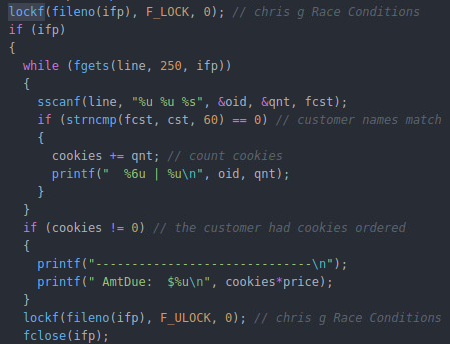 lockf(fileno(ifp), F_LOCK, 0); // chris g Race Conditions
if (ifp)
{
  while (fgets(line, 250, ifp))
  {
    sscanf(line, "%u %u %s", &oid, &qnt, fcst);
    if (strncmp(fcst, cst, 60) == 0) // customer names match
    {
      cookies += qnt; // count cookies
      printf("  %6u | %u\n", oid, qnt);
    }
  }
  if (cookies != 0) // the customer had cookies ordered
  {
    printf("------------------------------\n");
    printf(" AmtDue:  $%u\n", cookies*price);
  }
  lockf(fileno(ifp), F_ULOCK, 0); // chris g Race Conditions
  fclose(ifp);